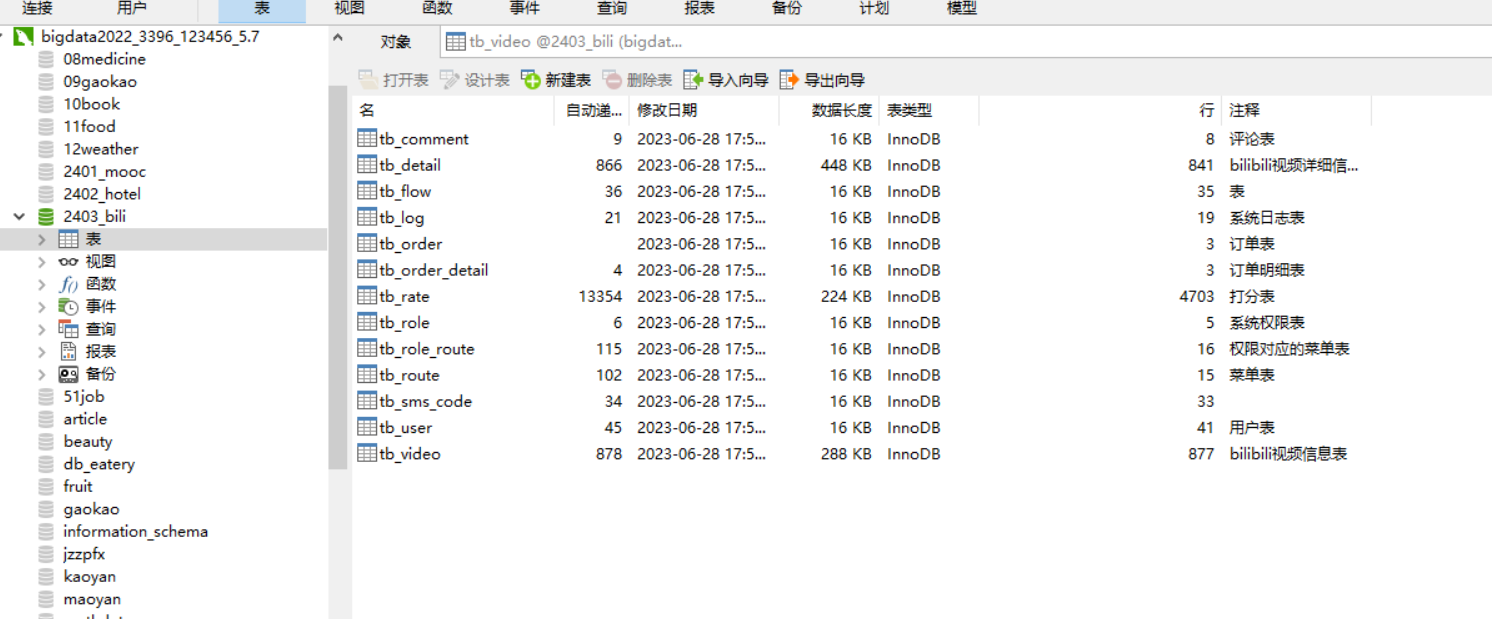 连接 用户 表 视图 函数 事件 查询 报表 备份 计划 模型
bigdata2022_3396_123456_5.7
08medicine
09gaokao
10book
11food
12weather
2401_mooc
2402_hotel
2403_bili
表
视图
函数
事件
查询
报表
备份
51job
article
beauty
db_eatery
fruit
gaokao
information_schema
jzzpfx
kaoyan
maoyan
对象 tb_video @2403_bili (bigdat...
打开表 设计表 新建表 删除表 导入向导 导出向导
名 自动递... 修改日期 数据长度 表类型 行 注释
tb_comment 9 2023-06-28 17:5... 16 KB InnoDB 8 评论表
tb_detail 866 2023-06-28 17:5... 448 KB InnoDB 841 bilibili视频详细信...
tb_flow 36 2023-06-28 17:5... 16 KB InnoDB 35 表
tb_log 21 2023-06-28 17:5... 16 KB InnoDB 19 系统日志表
tb_order 2023-06-28 17:5... 16 KB InnoDB 3 订单表
tb_order_detail 4 2023-06-28 17:5... 16 KB InnoDB 3 订单明细表
tb_rate 13354 2023-06-28 17:5... 224 KB InnoDB 4703 打分表
tb_role 6 2023-06-28 17:5... 16 KB InnoDB 5 系统权限表
tb_role_route 115 2023-06-28 17:5... 16 KB InnoDB 16 权限对应的菜单表
tb_route 102 2023-06-28 17:5... 16 KB InnoDB 15 菜单表
tb_sms_code 34 2023-06-28 17:5... 16 KB InnoDB 33
tb_user 45 2023-06-28 17:5... 16 KB InnoDB 41 用户表
tb_video 878 2023-06-28 17:5... 288 KB InnoDB 877 bilibili视频信息表